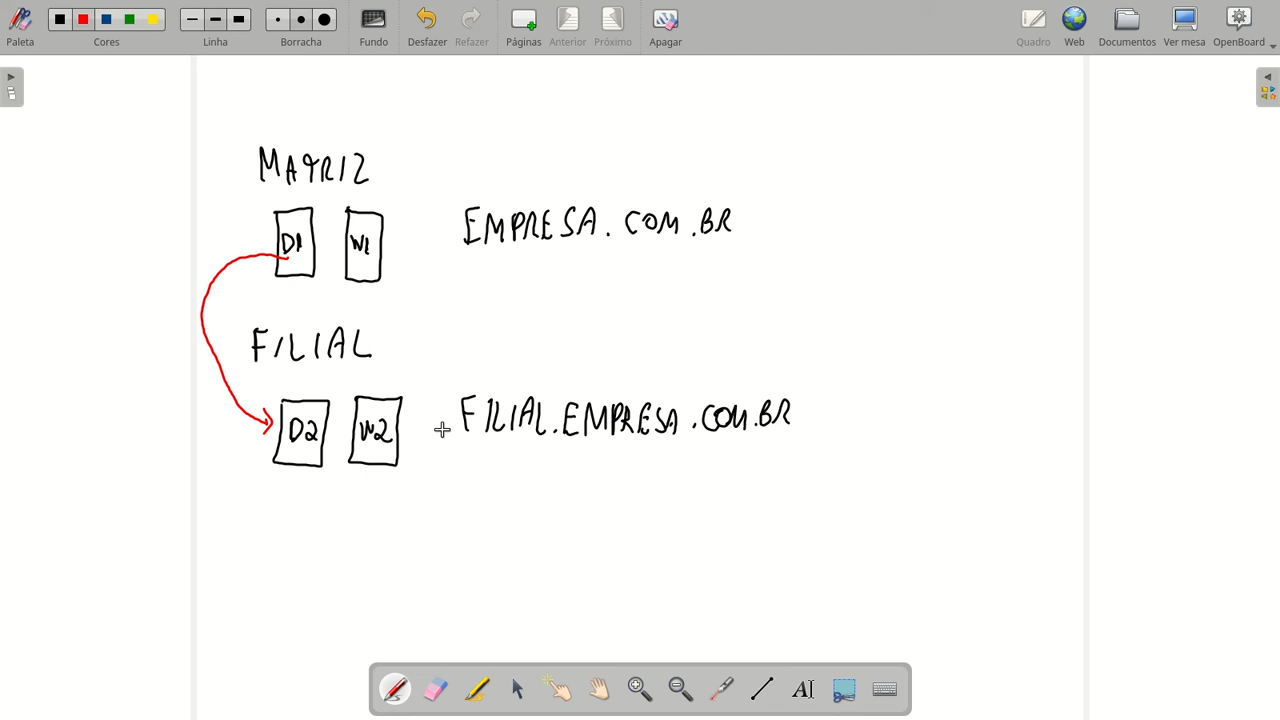 Paleta
Cores
Linha
Borracha
Fundo
Desfazer
Refazer
Páginas
Anterior
Próximo
Apagar
Quadro
Web
Documentos
Ver mesa
OpenBoard
MATRIZ
D1 W1 EMPRESA.COM.BR
FILIAL
D2 W2 FILIAL.EMPRESA.COM.BR
AI